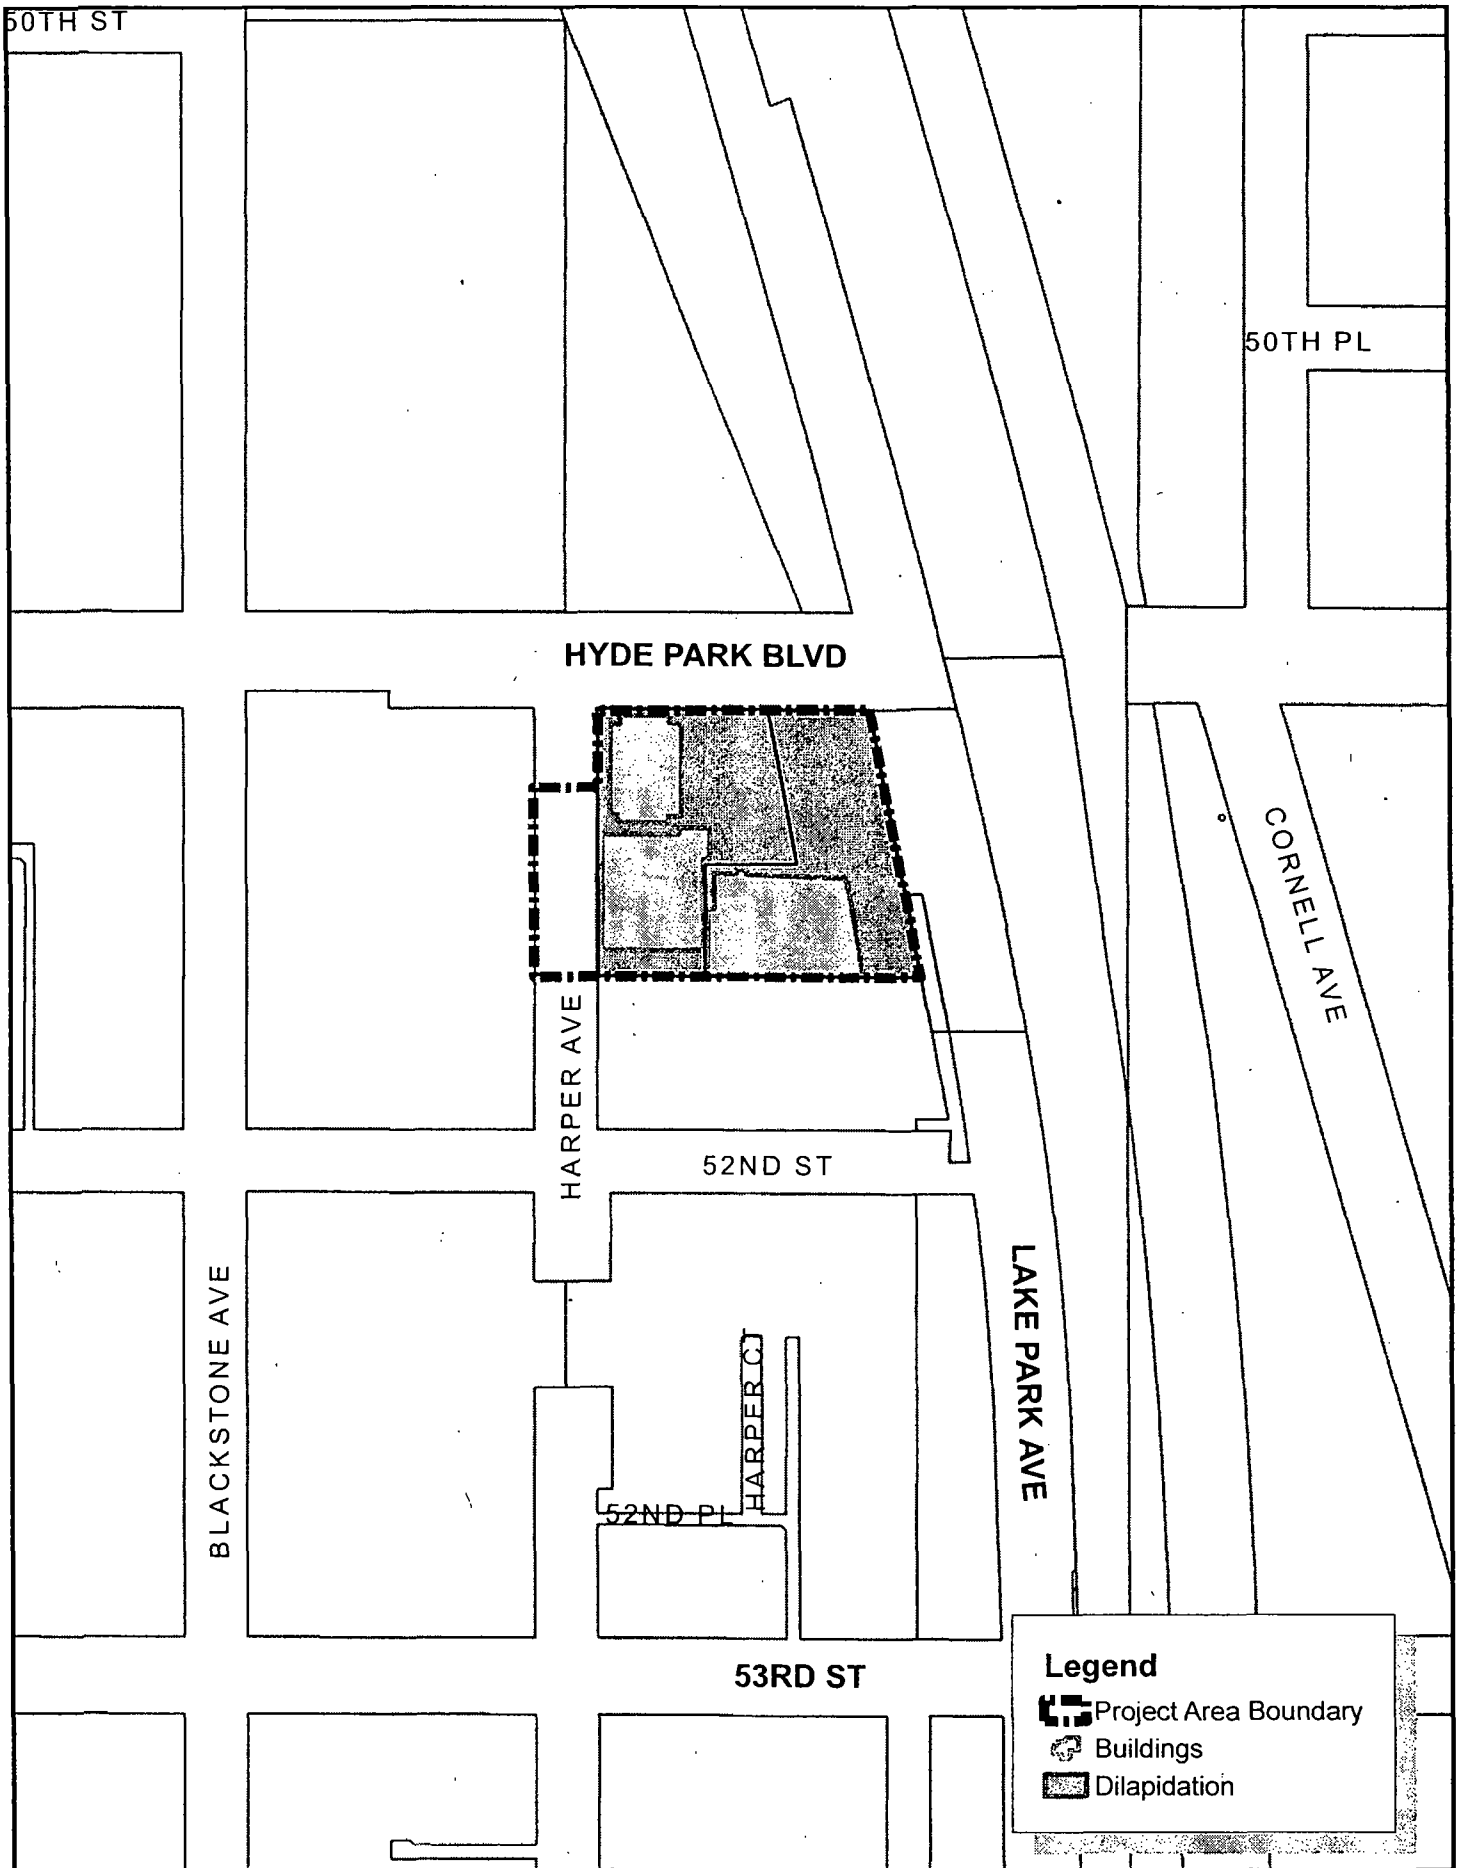 50TH ST
50TH PL
HYDE PARK BLVD
CORNELL AVE
HARPER AVE
52ND ST
LAKE PARK AVE
BLACKSTONE AVE
HARPER CT
52ND PL
53RD ST
Legend
Project Area Boundary
Buildings
Dilapidation